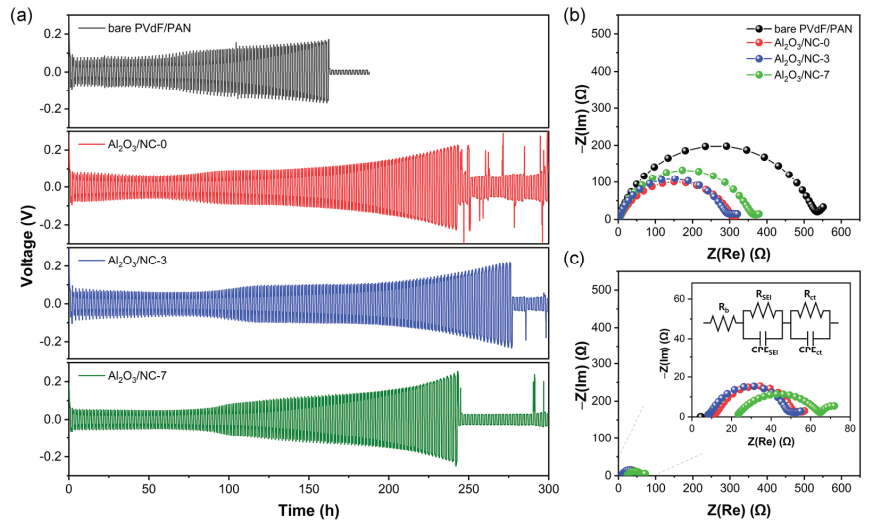 (a)
bare PVdF/PAN
0.2
0.0
-0.2
Al2O3/NC-0
0.2
0.0
-0.2
Al2O3/NC-3
0.2
0.0
-0.2
Al2O3/NC-7
0.2
0.0
-0.2
Voltage (V)
0 50 100 150 200 250 300
Time (h)
(b)
bare PVdF/PAN
Al2O3/NC-0
Al2O3/NC-3
Al2O3/NC-7
500
400
300
200
100
0
−Z(Im) (Ω)
0 100 200 300 400 500 600
Z(Re) (Ω)
(c)
500
400
300
200
100
0
−Z(Im) (Ω)
0 100 200 300 400 500 600
Z(Re) (Ω)
60
40
20
0
−Z(Im) (Ω)
0 20 40 60 80
Z(Re) (Ω)
Rb
RSEI
Rct
CPESEI
CPEct